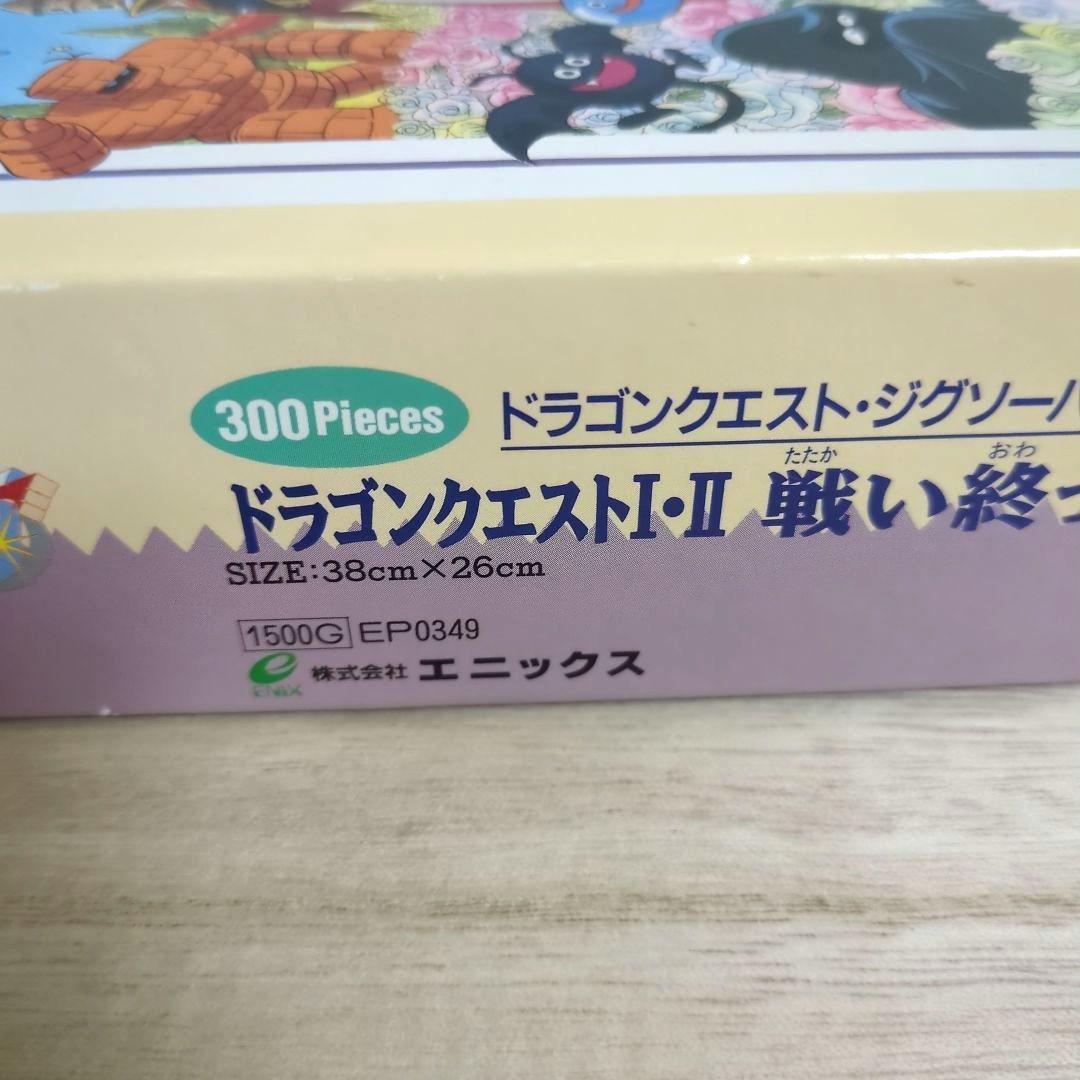 300 Pieces
ドラゴンクエスト・ジグソー
たたか おわ
ドラゴンクエストI・II 戦い終
SIZE:38cm×26cm
1500G EP0349
ENIX 株式会社 エニックス